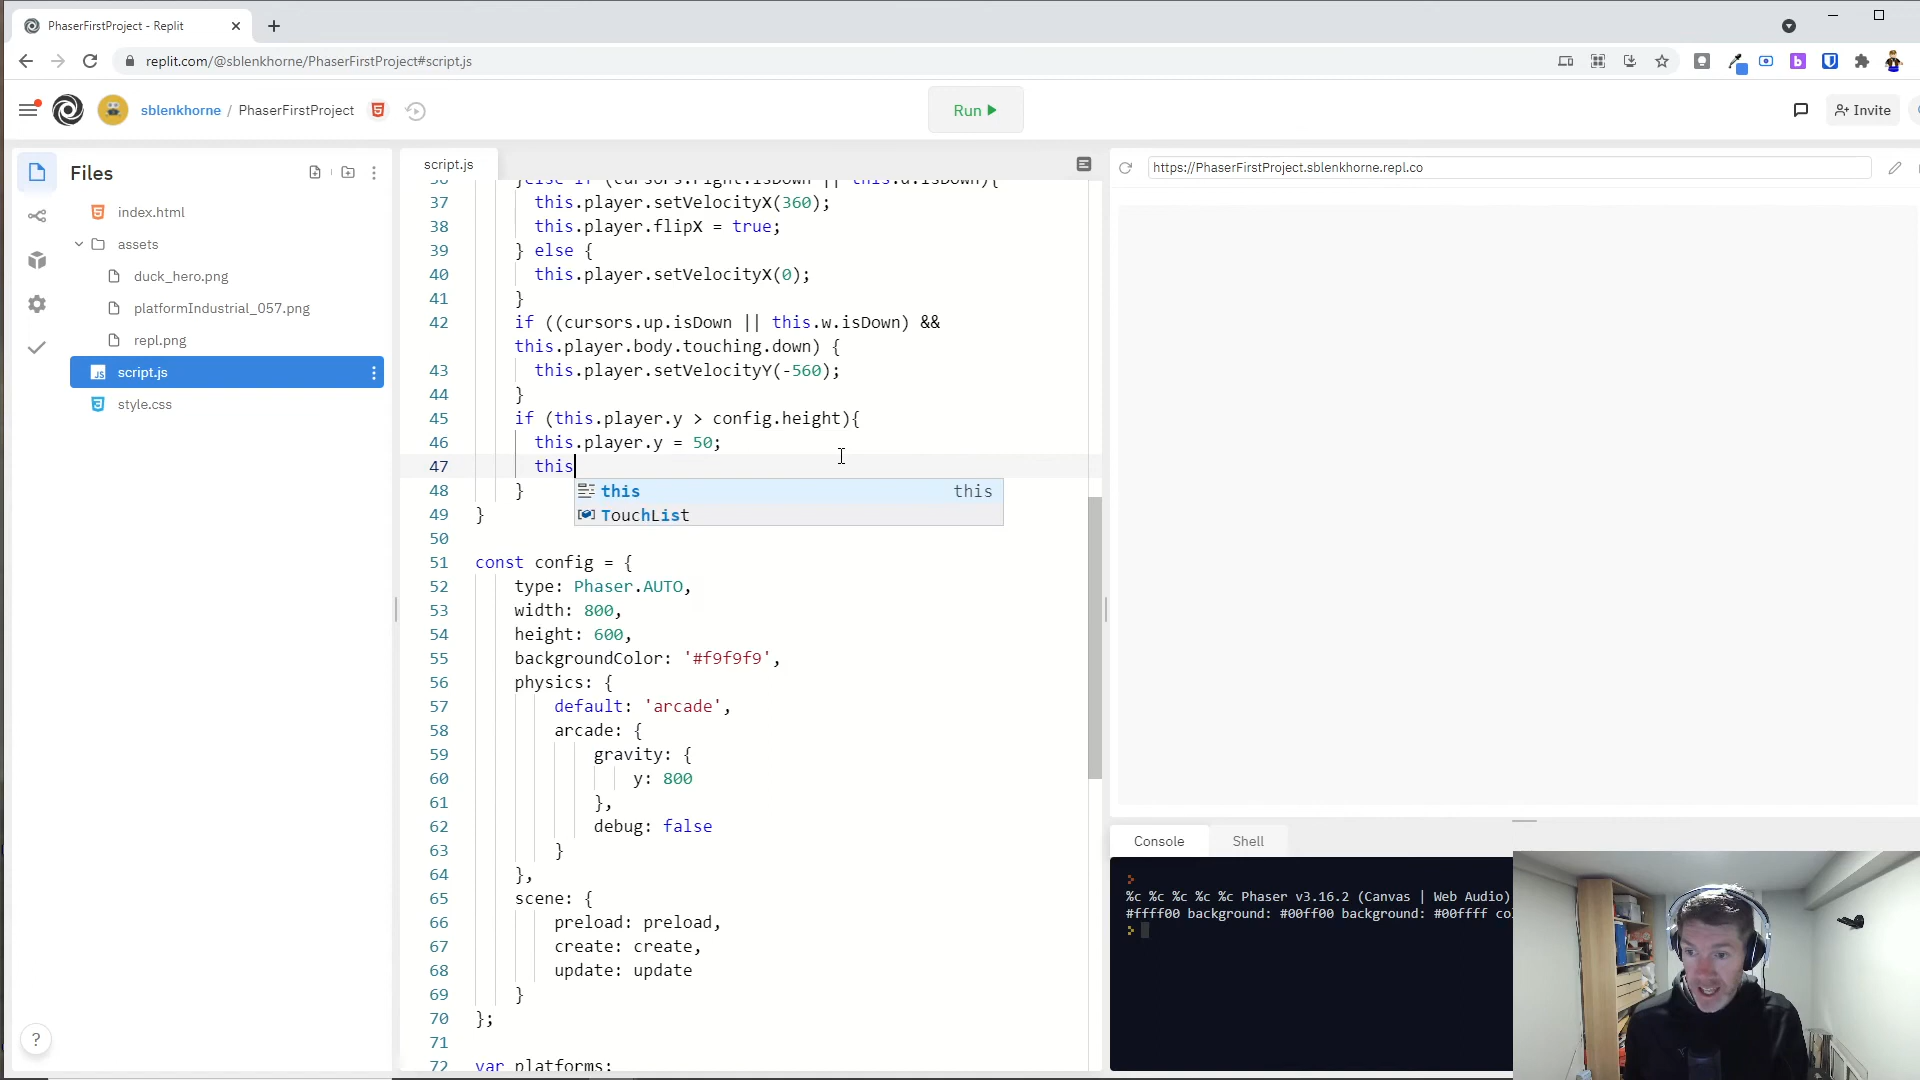 PhaserFirstProject - Replit
replit.com/@sblenkhorne/PhaserFirstProject#script.js
sblenkhorne / PhaserFirstProject
Run
Invite
Files
index.html
assets
duck_hero.png
platformIndustrial_057.png
repl.png
script.js
style.css
script.js
36 }else if (cursors.right.isDown || this.d.isDown){
37 this.player.setVelocityX(360);
38 this.player.flipX = true;
39 } else {
40 this.player.setVelocityX(0);
41 }
42 if ((cursors.up.isDown || this.w.isDown) &&
this.player.body.touching.down) {
43 this.player.setVelocityY(-560);
44 }
45 if (this.player.y > config.height){
46 this.player.y = 50;
47 this
this this
TouchList
48 }
49 }
50
51 const config = {
52 type: Phaser.AUTO,
53 width: 800,
54 height: 600,
55 backgroundColor: '#f9f9f9',
56 physics: {
57 default: 'arcade',
58 arcade: {
59 gravity: {
60 y: 800
61 },
62 debug: false
63 }
64 },
65 scene: {
66 preload: preload,
67 create: create,
68 update: update
69 }
70 };
71
72 var platforms;
https://PhaserFirstProject.sblenkhorne.repl.co
Console
Shell
>
%c %c %c %c %c Phaser v3.16.2 (Canvas | Web Audio)
#ffff00 background: #00ff00 background: #00ffff co
>
?